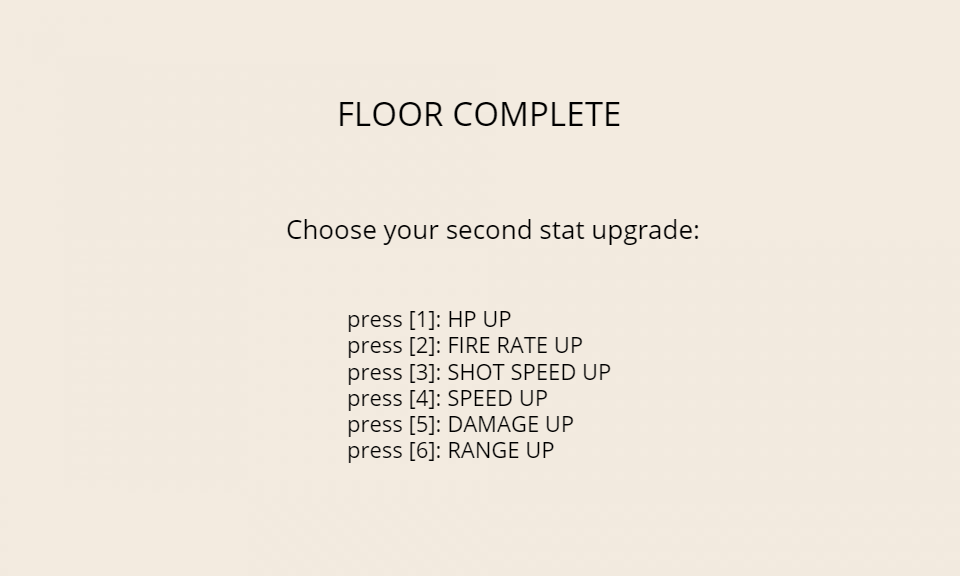 FLOOR COMPLETE
Choose your second stat upgrade:
press [1]: HP UP
press [2]: FIRE RATE UP
press [3]: SHOT SPEED UP
press [4]: SPEED UP
press [5]: DAMAGE UP
press [6]: RANGE UP